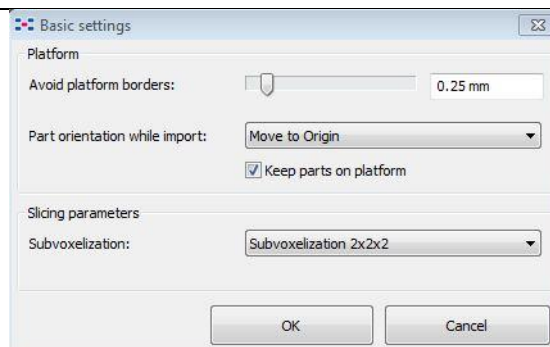 Basic settings
Platform
Avoid platform borders: 0.25 mm
Part orientation while import: Move to Origin
Keep parts on platform
Slicing parameters
Subvoxelization: Subvoxelization 2x2x2
OK Cancel